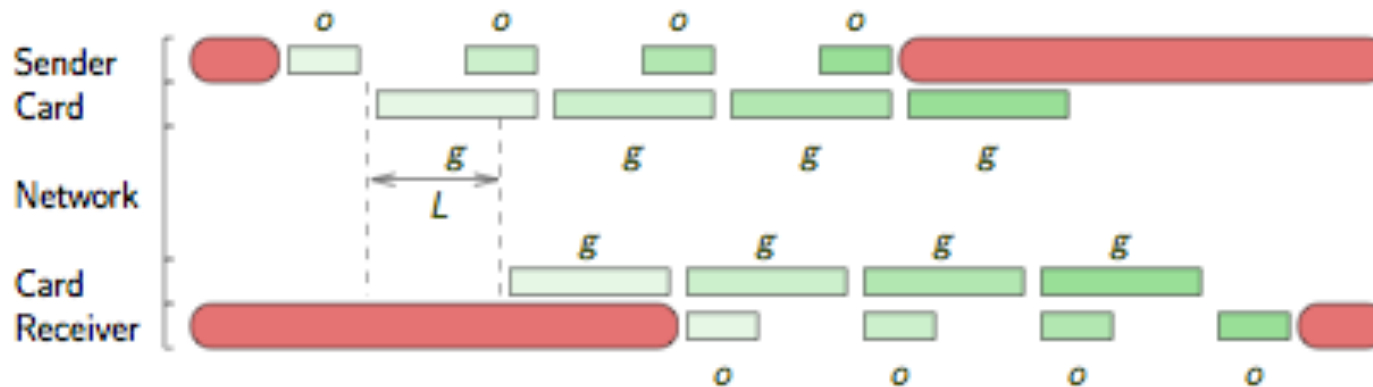 o o o o
Sender
Card
g g g g
Network
L
g g g g
Card
Receiver
o o o o